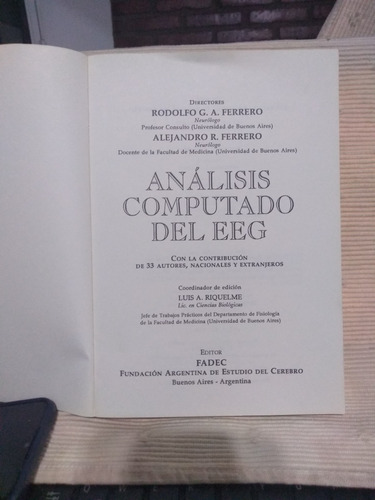 DIRECTORES
RODOLFO G. A. FERRERO
Neurólogo
Profesor Consulto (Universidad de Buenos Aires)
ALEJANDRO R. FERRERO
Neurólogo
Docente de la Facultad de Medicina (Universidad de Buenos Aires)
ANÁLISIS
COMPUTADO
DEL EEG
CON LA CONTRIBUCIÓN
DE 33 AUTORES, NACIONALES Y EXTRANJEROS
Coordinador de edición
LUIS A. RIQUELME
Lic. en Ciencias Biológicas
Jefe de Trabajos Prácticos del Departamento de Fisiología
de la Facultad de Medicina (Universidad de Buenos Aires)
EDITOR
FADEC
FUNDACIÓN ARGENTINA DE ESTUDIO DEL CEREBRO
Buenos Aires - Argentina